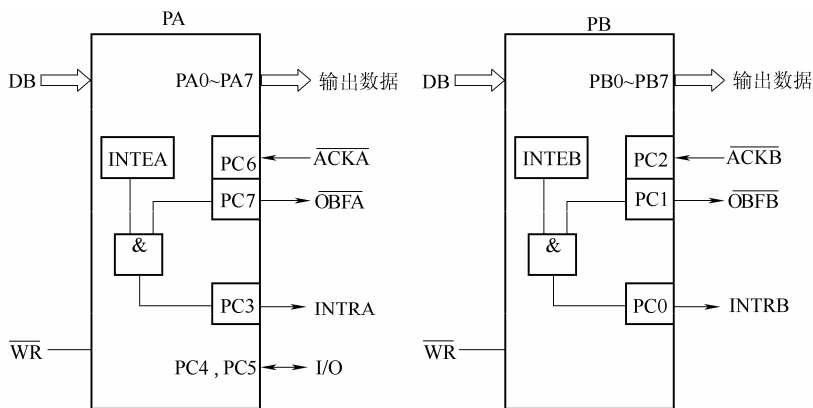 PA
DB
PA0~PA7
输出数据
INTEA
PC6
ACKA
PC7
OBFA
&
PC3
INTRA
WR
PC4 , PC5
I/O
PB
DB
PB0~PB7
输出数据
INTEB
PC2
ACKB
PC1
OBFB
&
PC0
INTRB
WR